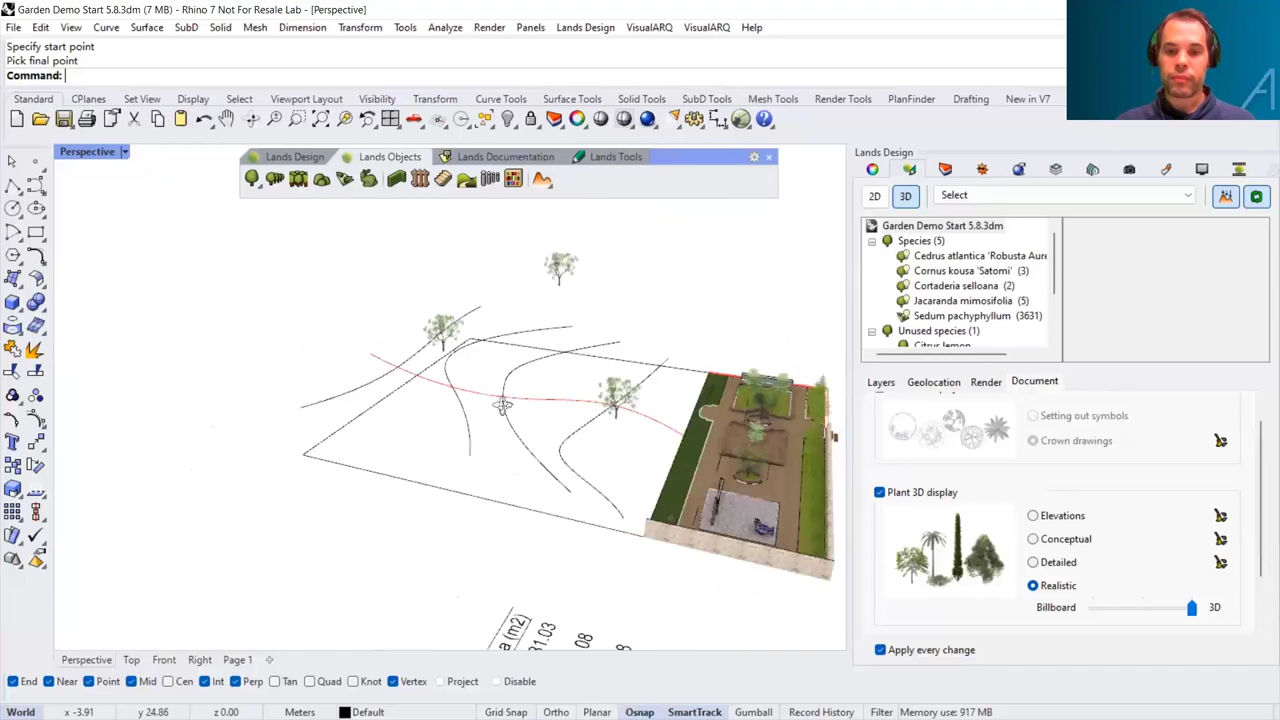 Garden Demo Start 5.8.3dm (7 MB) - Rhino 7 Not For Resale Lab - [Perspective]
File Edit View Curve Surface SubD Solid Mesh Dimension Transform Tools Analyze Render Panels Lands Design VisualARQ VisualARQ Help
Specify start point
Pick final point
Command:
Standard CPlanes Set View Display Select Viewport Layout Visibility Transform Curve Tools Surface Tools Solid Tools SubD Tools Mesh Tools Render Tools PlanFinder Drafting New in V7
Perspective
Lands Design Lands Objects Lands Documentation Lands Tools
Lands Design
2D 3D Select
Garden Demo Start 5.8.3dm
Species (5)
Cedrus atlantica 'Robusta Aure
Cornus kousa 'Satomi' (3)
Cortaderia selloana (2)
Jacaranda mimosifolia (5)
Sedum pachyphyllum (3631)
Unused species (1)
Citrus lemon
Layers Geolocation Render Document
Setting out symbols
Crown drawings
Plant 3D display
Elevations
Conceptual
Detailed
Realistic
Billboard 3D
Apply every change
a (m2)
31.03
08
Perspective Top Front Right Page 1
End Near Point Mid Cen Int Perp Tan Quad Knot Vertex Project Disable
World x -3.91 y 24.86 z 0.00 Meters Default Grid Snap Ortho Planar Osnap SmartTrack Gumball Record History Filter Memory use: 917 MB